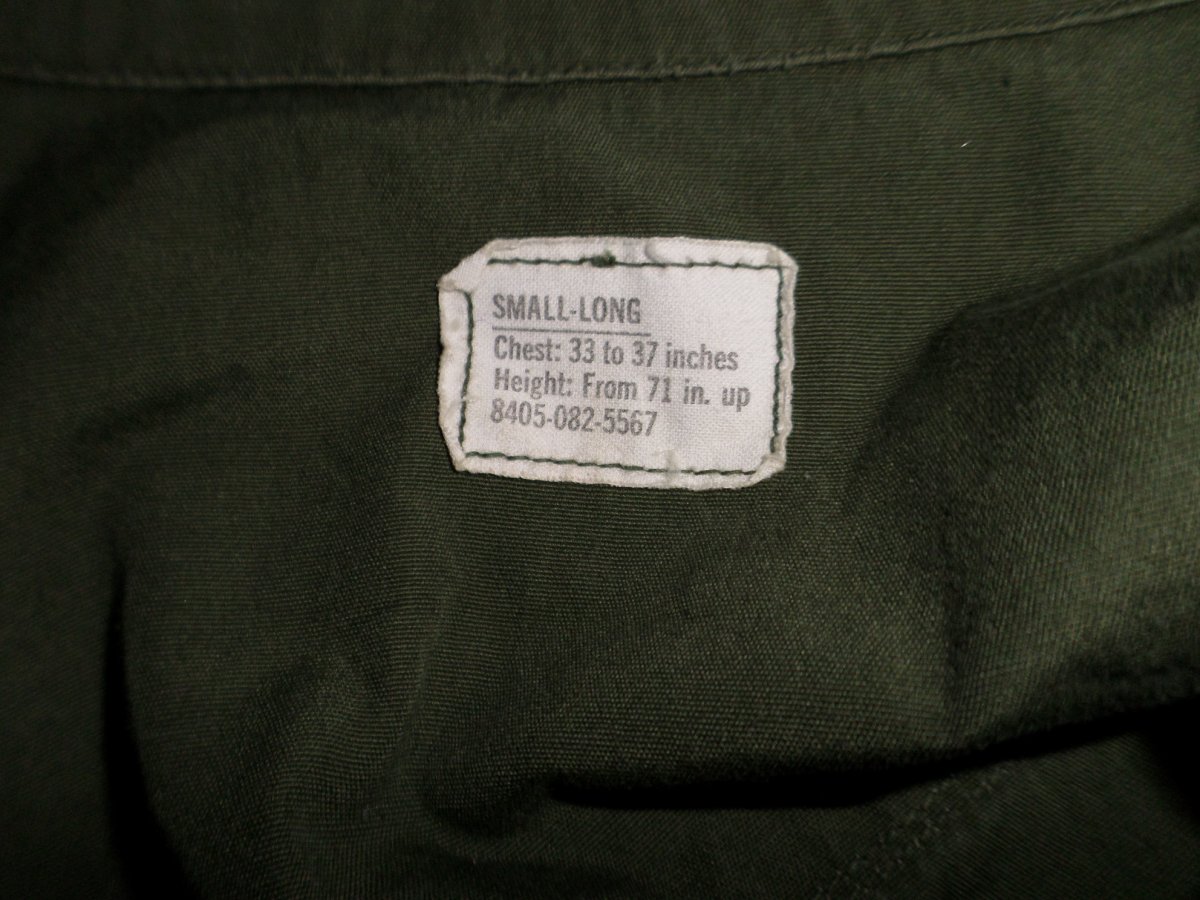 SMALL-LONG
Chest: 33 to 37 inches
Height: From 71 in. up
8405-082-5567